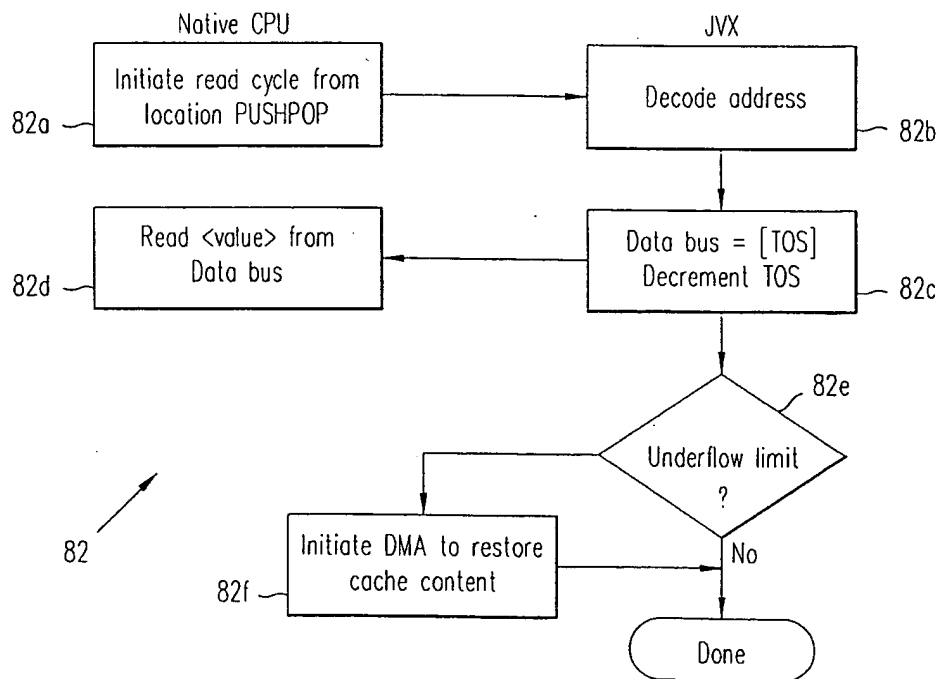 Native CPU
JVX
Initiate read cycle from
location PUSHPOP
82a
Decode address
82b
Read <value> from
Data bus
82d
Data bus = [TOS]
Decrement TOS
82c
82e
Underflow limit
?
82
Initiate DMA to restore
cache content
82f
No
Done